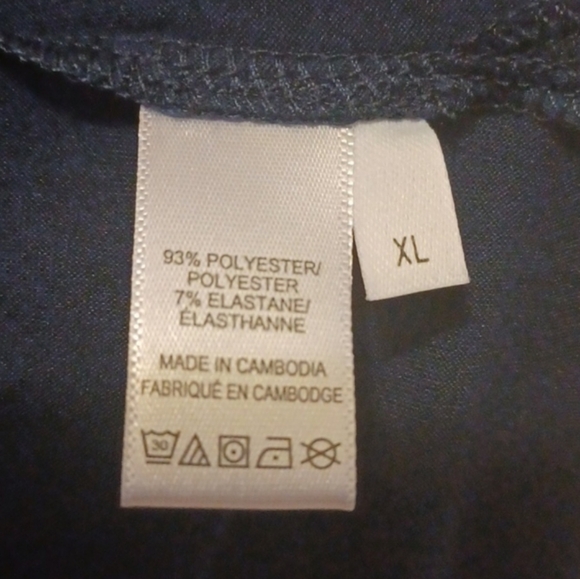 93% POLYESTER/
POLYESTER
7% ELASTANE/
ÉLASTHANNE
MADE IN CAMBODIA
FABRIQUÉ EN CAMBODGE
30
XL